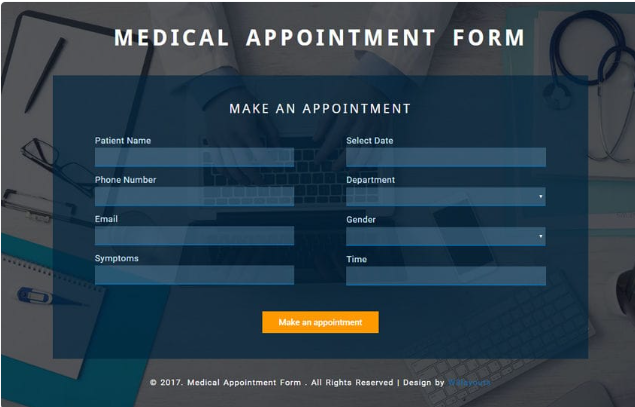 MEDICAL APPOINTMENT FORM
MAKE AN APPOINTMENT
Patient Name
Select Date
Phone Number
Department
Email
Gender
Symptoms
Time
Make an appointment
© 2017. Medical Appointment Form . All Rights Reserved | Design by